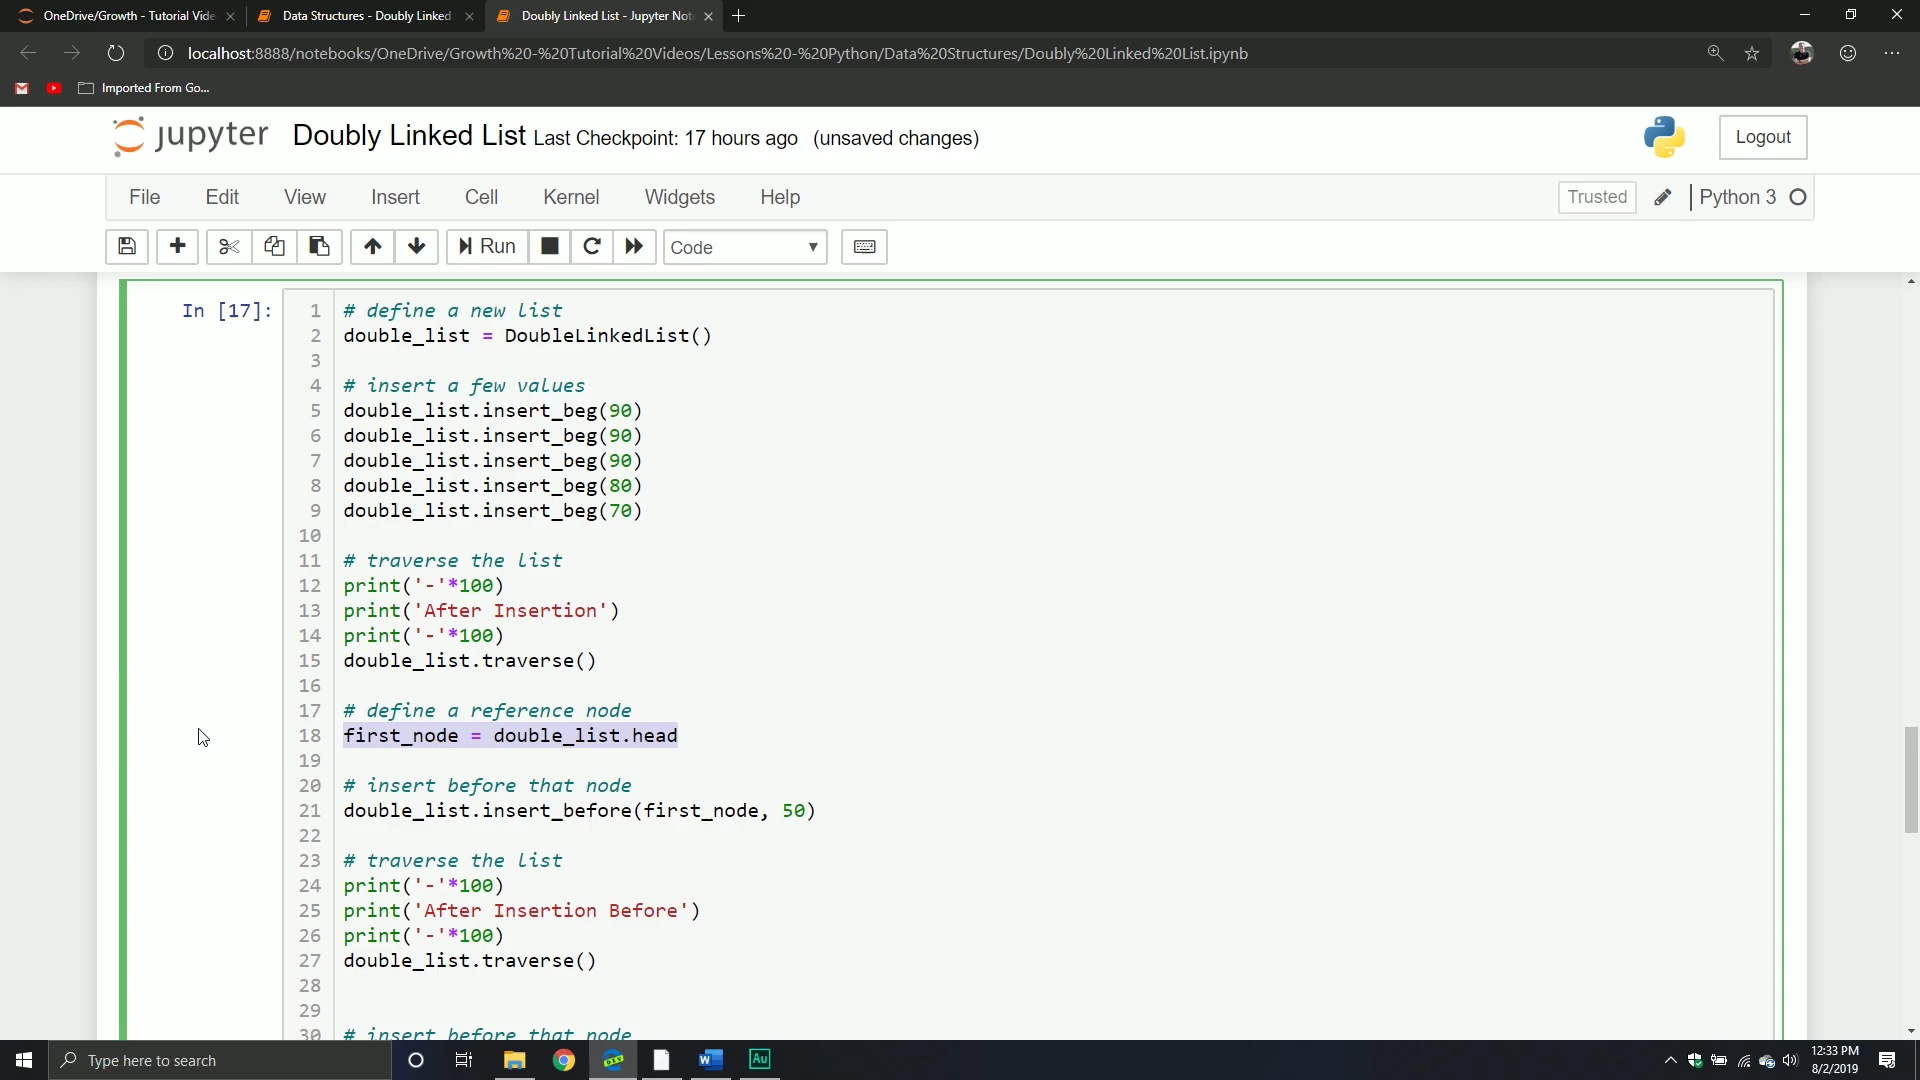 OneDrive/Growth - Tutorial Vide
Data Structures - Doubly Linked
Doubly Linked List - Jupyter Not
localhost:8888/notebooks/OneDrive/Growth%20-%20Tutorial%20Videos/Lessons%20-%20Python/Data%20Structures/Doubly%20Linked%20List.ipynb
Imported From Go...
jupyter Doubly Linked List Last Checkpoint: 17 hours ago (unsaved changes)
Logout
File Edit View Insert Cell Kernel Widgets Help
Trusted Python 3
Run Code
In [17]:
1 # define a new list
2 double_list = DoubleLinkedList()
3
4 # insert a few values
5 double_list.insert_beg(90)
6 double_list.insert_beg(90)
7 double_list.insert_beg(90)
8 double_list.insert_beg(80)
9 double_list.insert_beg(70)
10
11 # traverse the list
12 print('-'*100)
13 print('After Insertion')
14 print('-'*100)
15 double_list.traverse()
16
17 # define a reference node
18 first_node = double_list.head
19
20 # insert before that node
21 double_list.insert_before(first_node, 50)
22
23 # traverse the list
24 print('-'*100)
25 print('After Insertion Before')
26 print('-'*100)
27 double_list.traverse()
28
29
30 # insert before that node
Type here to search
DEV
W
Au
12:33 PM
8/2/2019